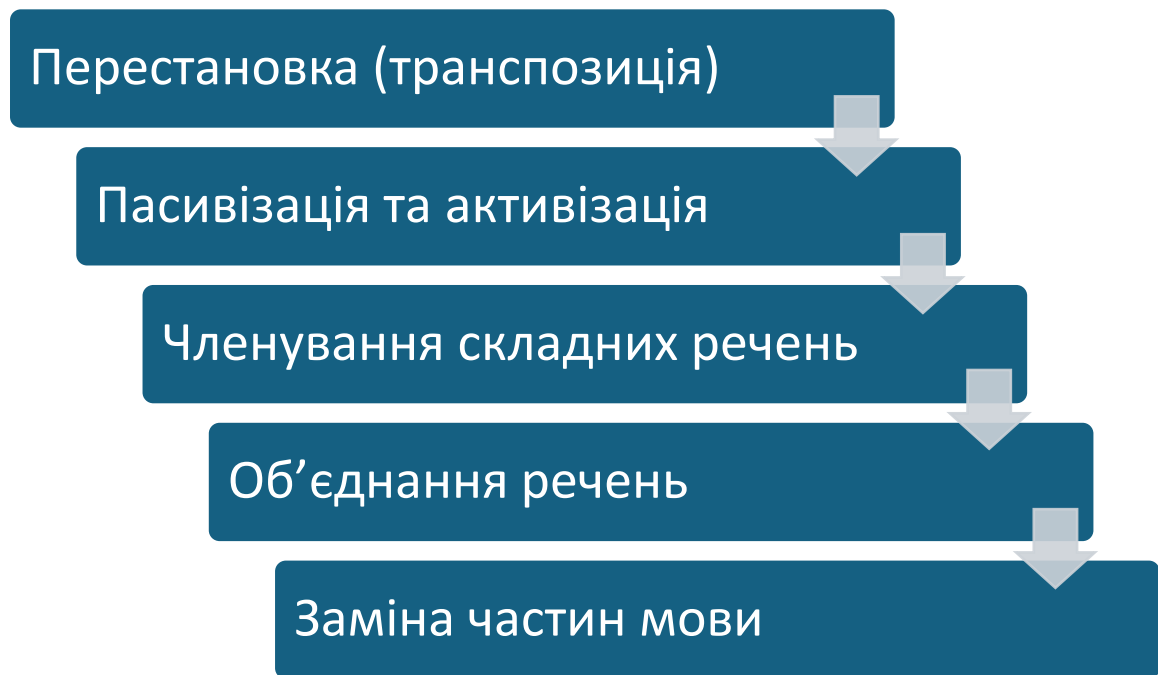 Перестановка (транспозиція)
Пасивізація та активізація
Членування складних речень
Об’єднання речень
Заміна частин мови